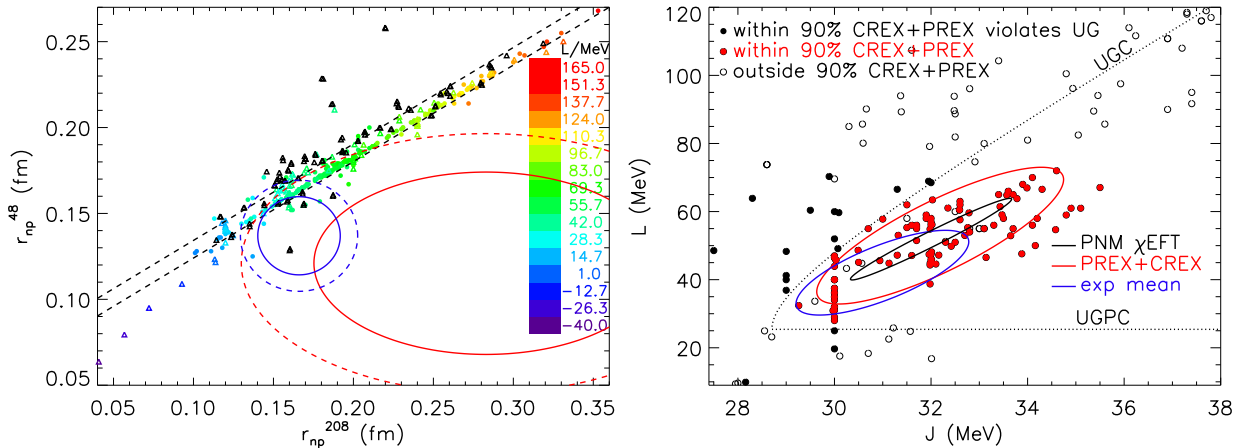 r_np^48 (fm)
0.25
0.20
0.15
0.10
0.05
0.05 0.10 0.15 0.20 0.25 0.30 0.35
r_np^208 (fm)
L/MeV
165.0
151.3
137.7
124.0
110.3
96.7
83.0
69.3
55.7
42.0
28.3
14.7
1.0
−12.7
−26.3
−40.0
L (MeV)
120
100
80
60
40
20
28 30 32 34 36 38
J (MeV)
within 90% CREX+PREX violates UG
within 90% CREX+PREX
outside 90% CREX+PREX
UGC
PNM χEFT
PREX+CREX
exp mean
UGPC